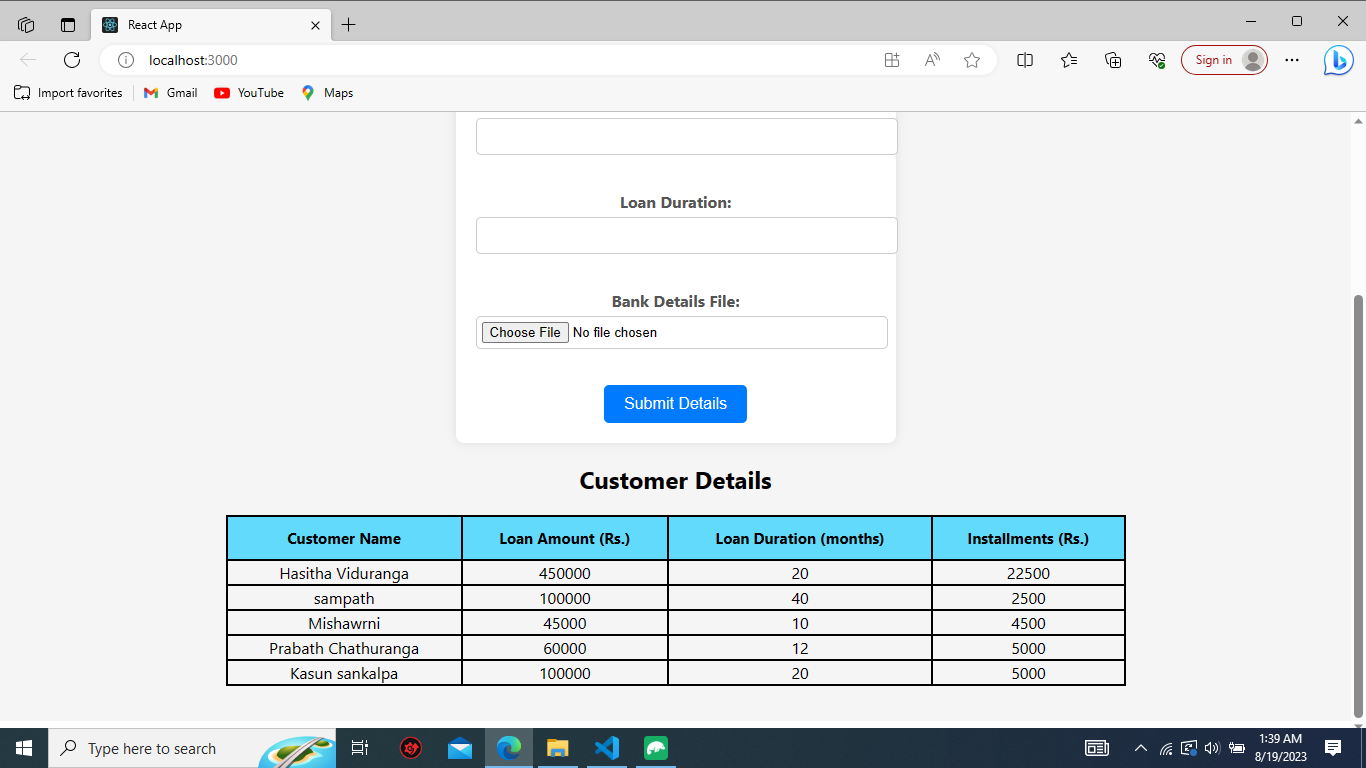 React App
localhost:3000
Sign in
Import favorites Gmail YouTube Maps
Loan Duration:
Bank Details File:
Choose File No file chosen
Submit Details
Customer Details
Customer Name Loan Amount (Rs.) Loan Duration (months) Installments (Rs.)
Hasitha Viduranga 450000 20 22500
sampath 100000 40 2500
Mishawrni 45000 10 4500
Prabath Chathuranga 60000 12 5000
Kasun sankalpa 100000 20 5000
Type here to search
1:39 AM
8/19/2023